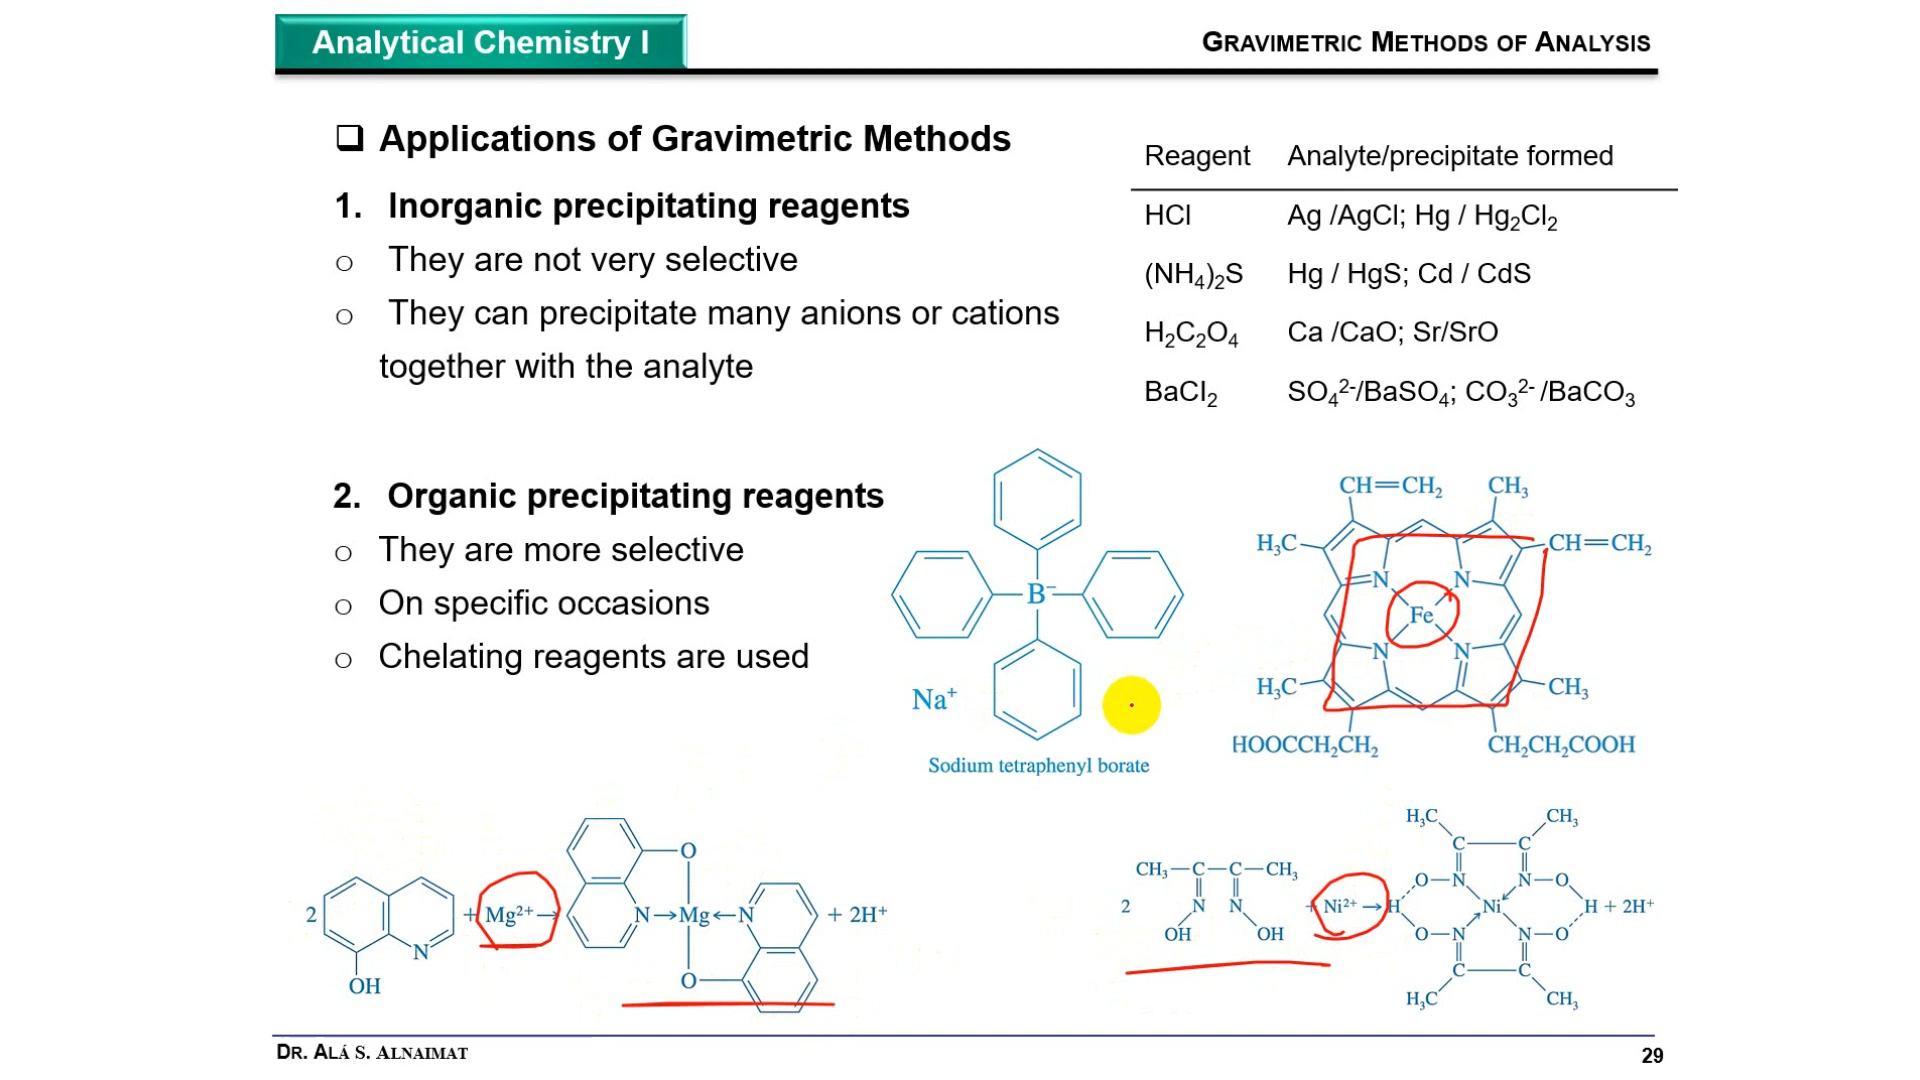 Analytical Chemistry I
GRAVIMETRIC METHODS OF ANALYSIS
❑ Applications of Gravimetric Methods
1. Inorganic precipitating reagents
o They are not very selective
o They can precipitate many anions or cations
together with the analyte
Reagent Analyte/precipitate formed
HCl Ag /AgCl; Hg / Hg₂Cl₂
(NH₄)₂S Hg / HgS; Cd / CdS
H₂C₂O₄ Ca /CaO; Sr/SrO
BaCl₂ SO₄²⁻/BaSO₄; CO₃²⁻ /BaCO₃
2. Organic precipitating reagents
o They are more selective
o On specific occasions
o Chelating reagents are used
B⁻
Na⁺
Sodium tetraphenyl borate
CH=CH₂ CH₃
H₃C CH=CH₂
N N
Fe
N N
H₃C CH₃
HOOCCH₂CH₂ CH₂CH₂COOH
O
2 + Mg²⁺→ N→Mg←N + 2H⁺
N
OH
O
H₃C CH₃
C C
CH₃—C—C—CH₃ O—N N—O
2 N N + Ni²⁺ → H Ni H + 2H⁺
OH OH O—N N—O
C C
H₃C CH₃
DR. ALÁ S. ALNAIMAT
29